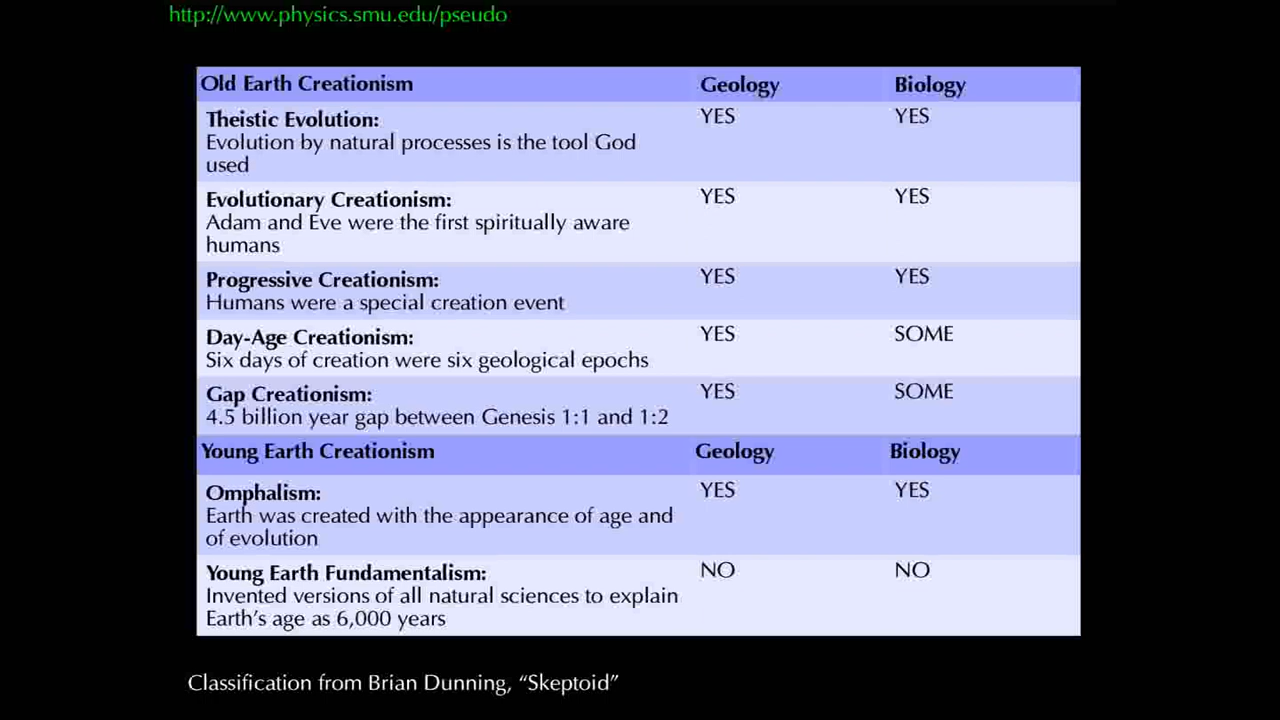 http://www.physics.smu.edu/pseudo
Old Earth Creationism Geology Biology
Theistic Evolution: YES YES
Evolution by natural processes is the tool God
used
Evolutionary Creationism: YES YES
Adam and Eve were the first spiritually aware
humans
Progressive Creationism: YES YES
Humans were a special creation event
Day-Age Creationism: YES SOME
Six days of creation were six geological epochs
Gap Creationism: YES SOME
4.5 billion year gap between Genesis 1:1 and 1:2
Young Earth Creationism Geology Biology
Omphalism: YES YES
Earth was created with the appearance of age and
of evolution
Young Earth Fundamentalism: NO NO
Invented versions of all natural sciences to explain
Earth’s age as 6,000 years
Classification from Brian Dunning, “Skeptoid”